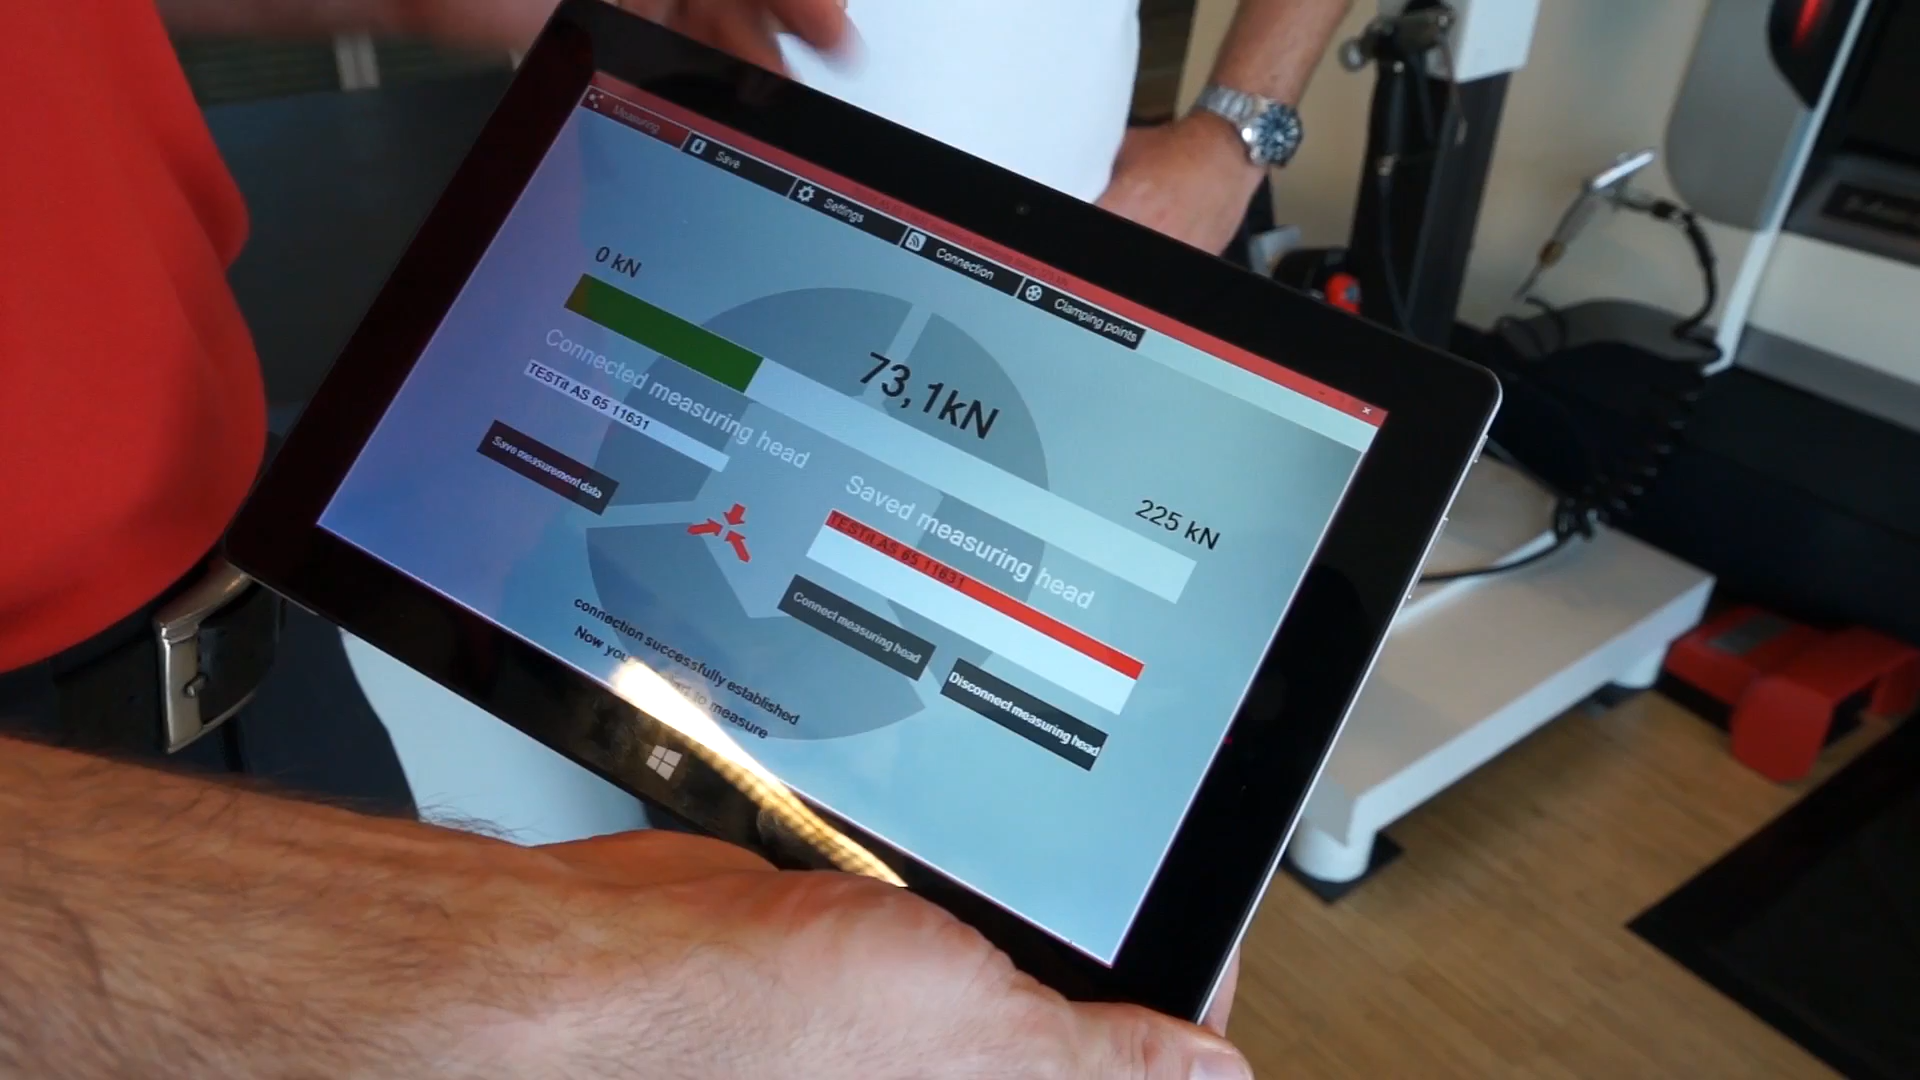 Measuring
Save
Settings
Connection
Clamping points
0 kN
73,1kN
225 kN
Connected measuring head
TESTit AS 65 11631
Save measurement data
Saved measuring head
TESTit AS 65 11631
Connect measuring head
Disconnect measuring head
connection successfully established
Now you to measure